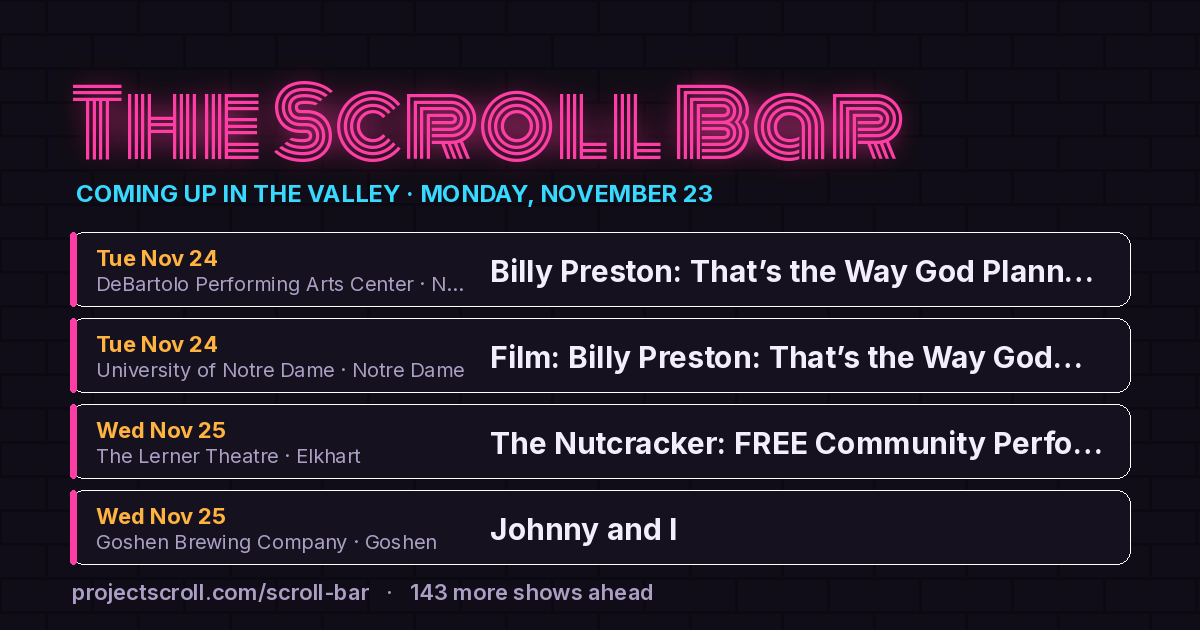 The Scroll Bar
COMING UP IN THE VALLEY · MONDAY, NOVEMBER 23
Tue Nov 24
DeBartolo Performing Arts Center · N…
Billy Preston: That’s the Way God Plann…
Tue Nov 24
University of Notre Dame · Notre Dame
Film: Billy Preston: That’s the Way God…
Wed Nov 25
The Lerner Theatre · Elkhart
The Nutcracker: FREE Community Perfo…
Wed Nov 25
Goshen Brewing Company · Goshen
Johnny and I
projectscroll.com/scroll-bar · 143 more shows ahead